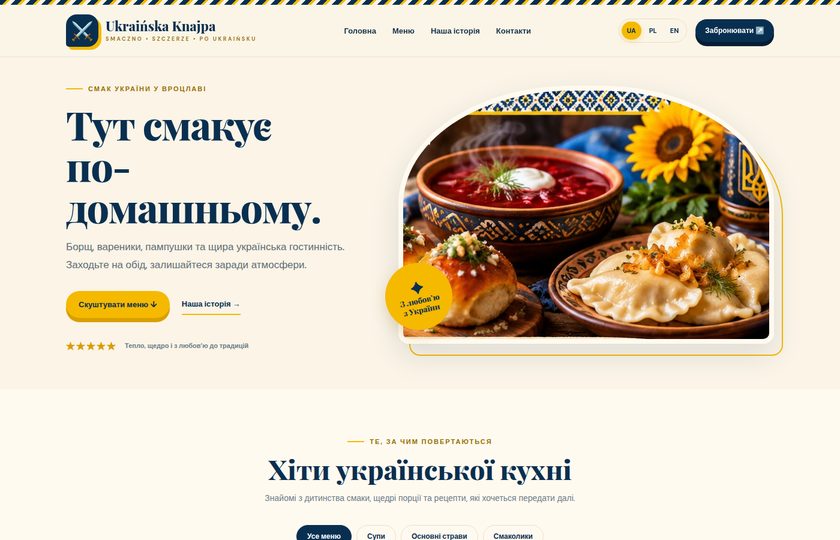 Ukraińska Knajpa
SMACZNO • SZCZERZE • PO UKRAIŃSKU
Головна
Меню
Наша історія
Контакти
UA
PL
EN
Забронювати ↗
СМАК УКРАЇНИ У ВРОЦЛАВІ
Тут смакує
по-
домашньому.
Борщ, вареники, пампушки та щира українська гостинність.
Заходьте на обід, залишайтеся заради атмосфери.
Скуштувати меню ↓
Наша історія →
★★★★★ Тепло, щедро і з любов'ю до традицій
З любов'ю
з України
ТЕ, ЗА ЧИМ ПОВЕРТАЮТЬСЯ
Хіти української кухні
Знайомі з дитинства смаки, щедрі порції та рецепти, які хочеться передати далі.
Усе меню
Супи
Основні страви
Смаколики